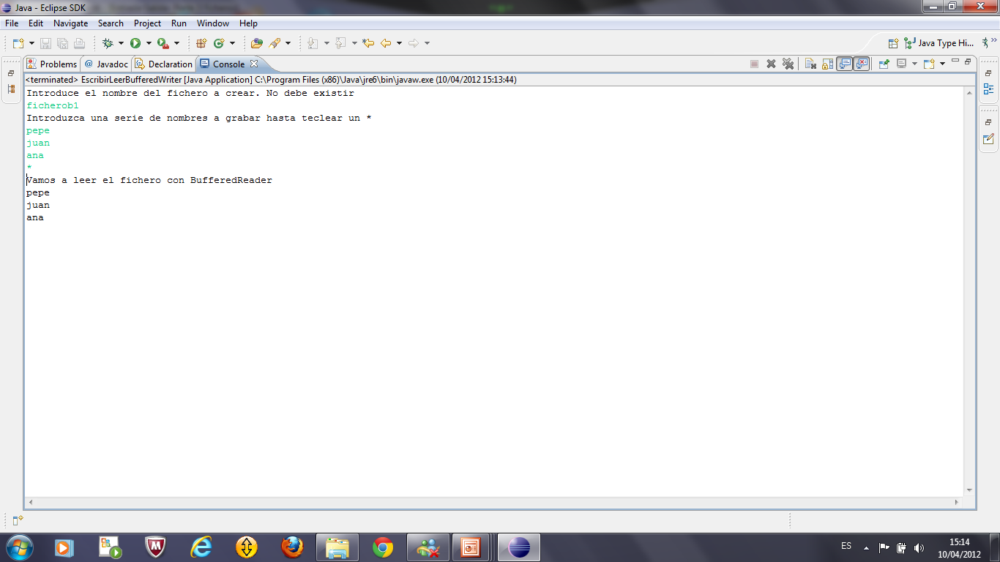 Java - Eclipse SDK
File Edit Navigate Search Project Run Window Help
Java Type Hi...
Problems @ Javadoc Declaration Console
<terminated> EscribirLeerBufferedWriter [Java Application] C:\Program Files (x86)\Java\jre6\bin\javaw.exe (10/04/2012 15:13:44)
Introduce el nombre del fichero a crear. No debe existir
ficherob1
Introduzca una serie de nombres a grabar hasta teclear un *
pepe
juan
ana
*
Vamos a leer el fichero con BufferedReader
pepe
juan
ana
ES
15:14
10/04/2012